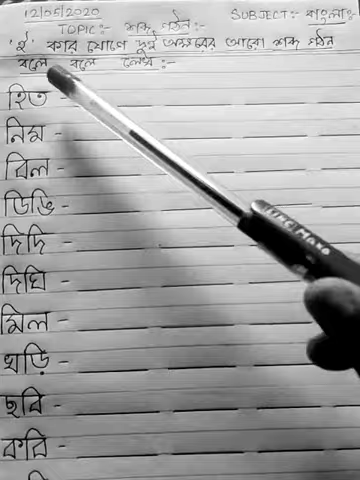 12/05/2020 SUBJECT:- বাংলা:-
TOPIC:- শব্দ গঠন:-
'ই' কার যোগে দুই অক্ষরের আরো শব্দ গঠন
বলে বলে লেখ:-
হিত -
নিম -
বিল -
ডিঙি -
দিদি -
দিঘি -
মিল -
খড়ি -
ছবি -
কবি -